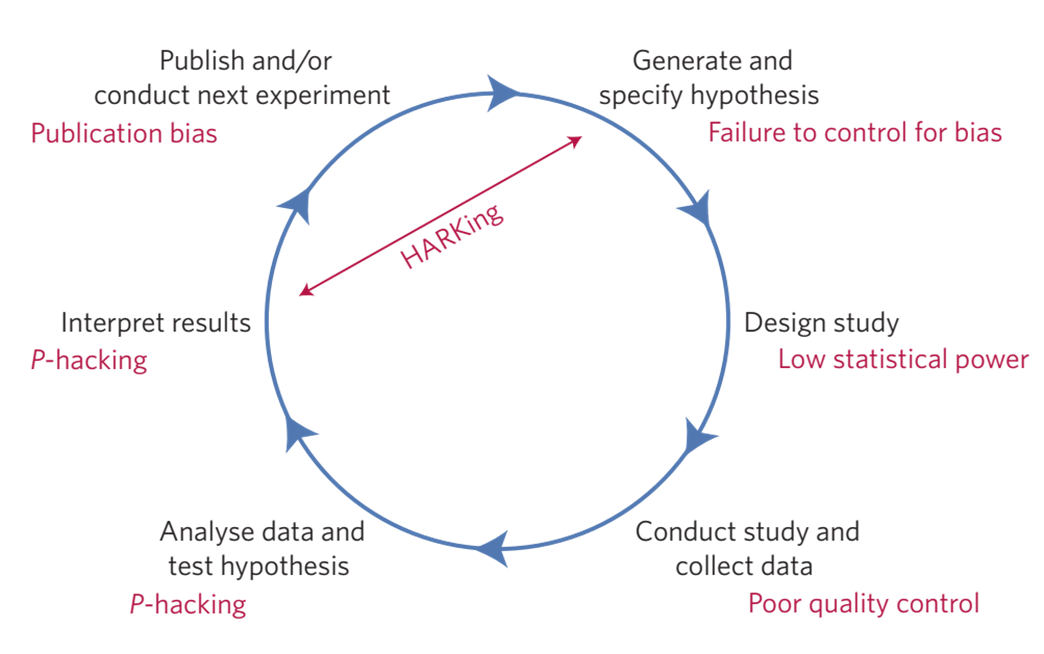 Publish and/or
conduct next experiment
Publication bias
Generate and
specify hypothesis
Failure to control for bias
HARKing
Interpret results
P-hacking
Design study
Low statistical power
Analyse data and
test hypothesis
P-hacking
Conduct study and
collect data
Poor quality control